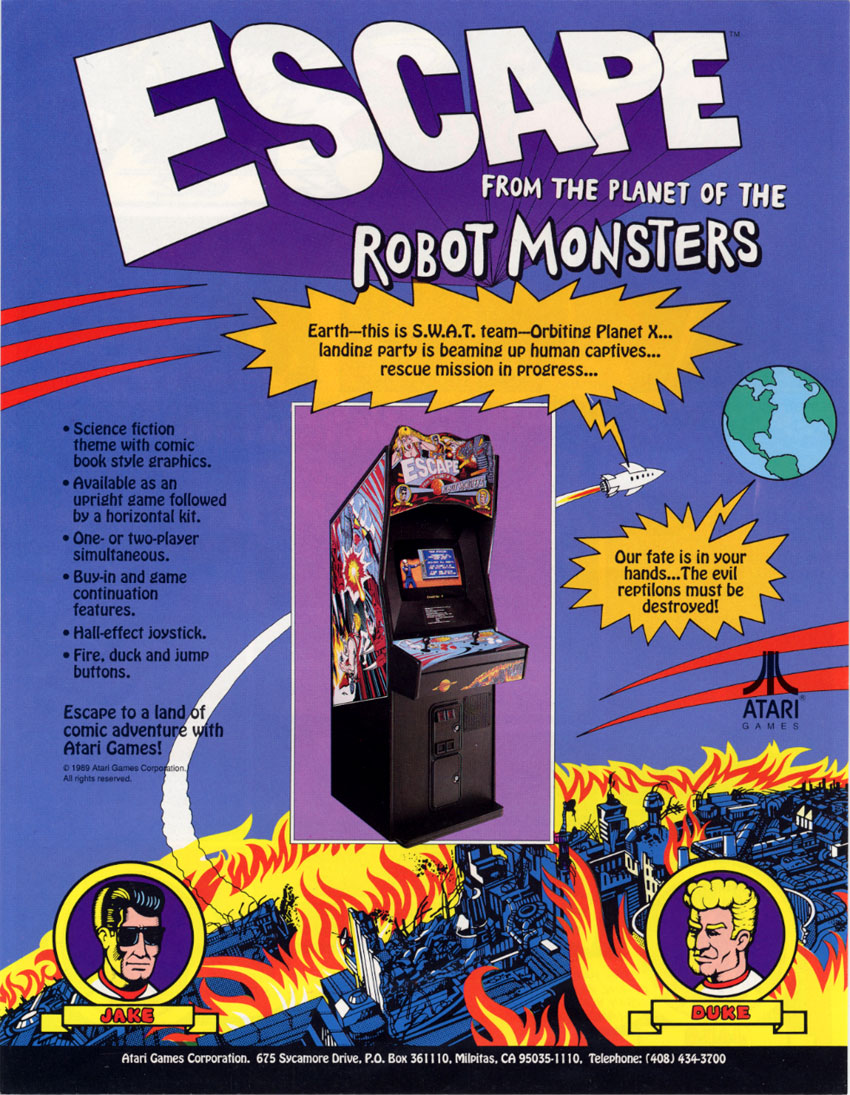 ESCAPE™
FROM THE PLANET OF THE
ROBOT MONSTERS
Earth—this is S.W.A.T. team—Orbiting Planet X...
landing party is beaming up human captives...
rescue mission in progress...
• Science fiction
theme with comic
book style graphics.
• Available as an
upright game followed
by a horizontal kit.
• One- or two-player
simultaneous.
• Buy-in and game
continuation
features.
• Hall-effect joystick.
• Fire, duck and jump
buttons.
Escape to a land of
comic adventure with
Atari Games!
© 1989 Atari Games Corporation.
All rights reserved.
ESCAPE
Our fate is in your
hands...The evil
reptilons must be
destroyed!
ATARI®
GAMES
JAKE
DUKE
Atari Games Corporation. 675 Sycamore Drive, P.O. Box 361110, Milpitas, CA 95035-1110, Telephone: (408) 434-3700